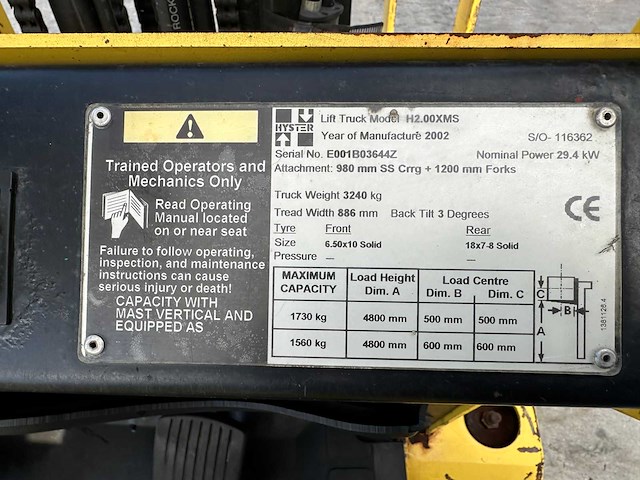 Trained Operators and
Mechanics Only
Read Operating
Manual located
on or near seat
Failure to follow operating,
inspection, and maintenance
instructions can cause
serious injury or death!
CAPACITY WITH
MAST VERTICAL AND
EQUIPPED AS
HYSTER
Lift Truck Model H2.00XMS
Year of Manufacture 2002 S/O- 116362
Serial No. E001B03644Z Nominal Power 29.4 kW
Attachment: 980 mm SS Crrg + 1200 mm Forks
Truck Weight 3240 kg
Tread Width 886 mm Back Tilt 3 Degrees
CE
Tyre Front Rear
Size 6.50x10 Solid 18x7-8 Solid
Pressure — —
MAXIMUM CAPACITY Load Height Dim. A Load Centre Dim. B Dim. C
1730 kg 4800 mm 500 mm 500 mm
1560 kg 4800 mm 600 mm 600 mm
C
B
A
1381126.4